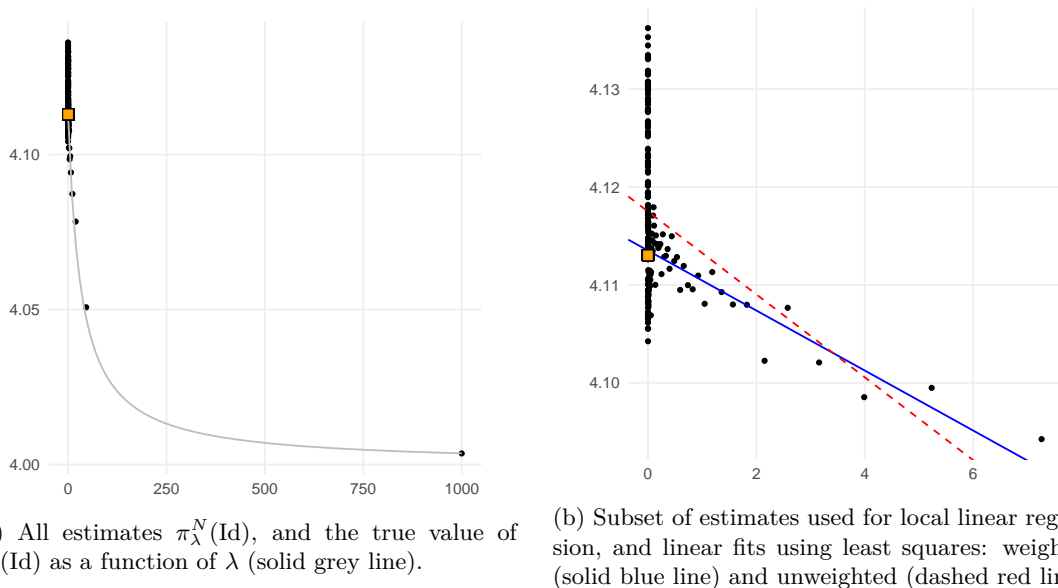 4.10
4.05
4.00
0 250 500 750 1000
) All estimates π_λ^N(Id), and the true value of
(Id) as a function of λ (solid grey line).
4.13
4.12
4.11
4.10
0 2 4 6
(b) Subset of estimates used for local linear reg
sion, and linear fits using least squares: weigh
(solid blue line) and unweighted (dashed red lin